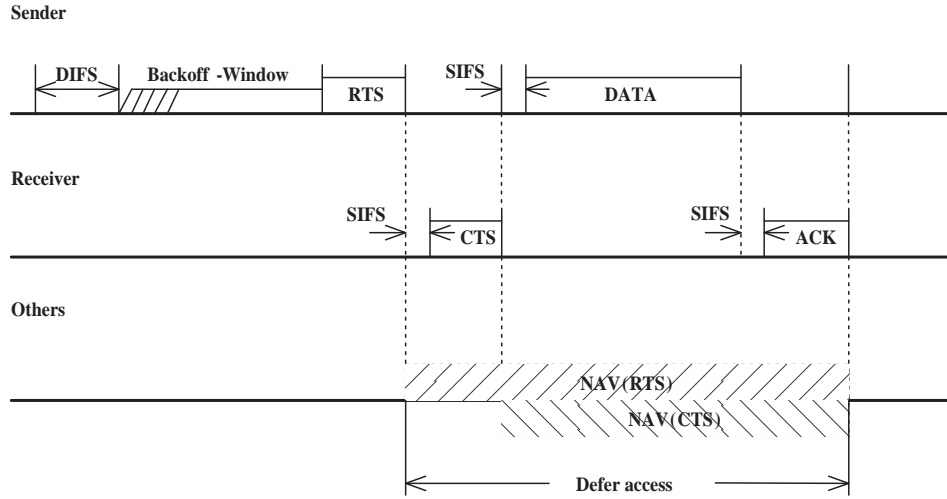 Sender
DIFS
Backoff -Window
RTS
SIFS
DATA
Receiver
SIFS
CTS
SIFS
ACK
Others
NAV(RTS)
NAV(CTS)
Defer access